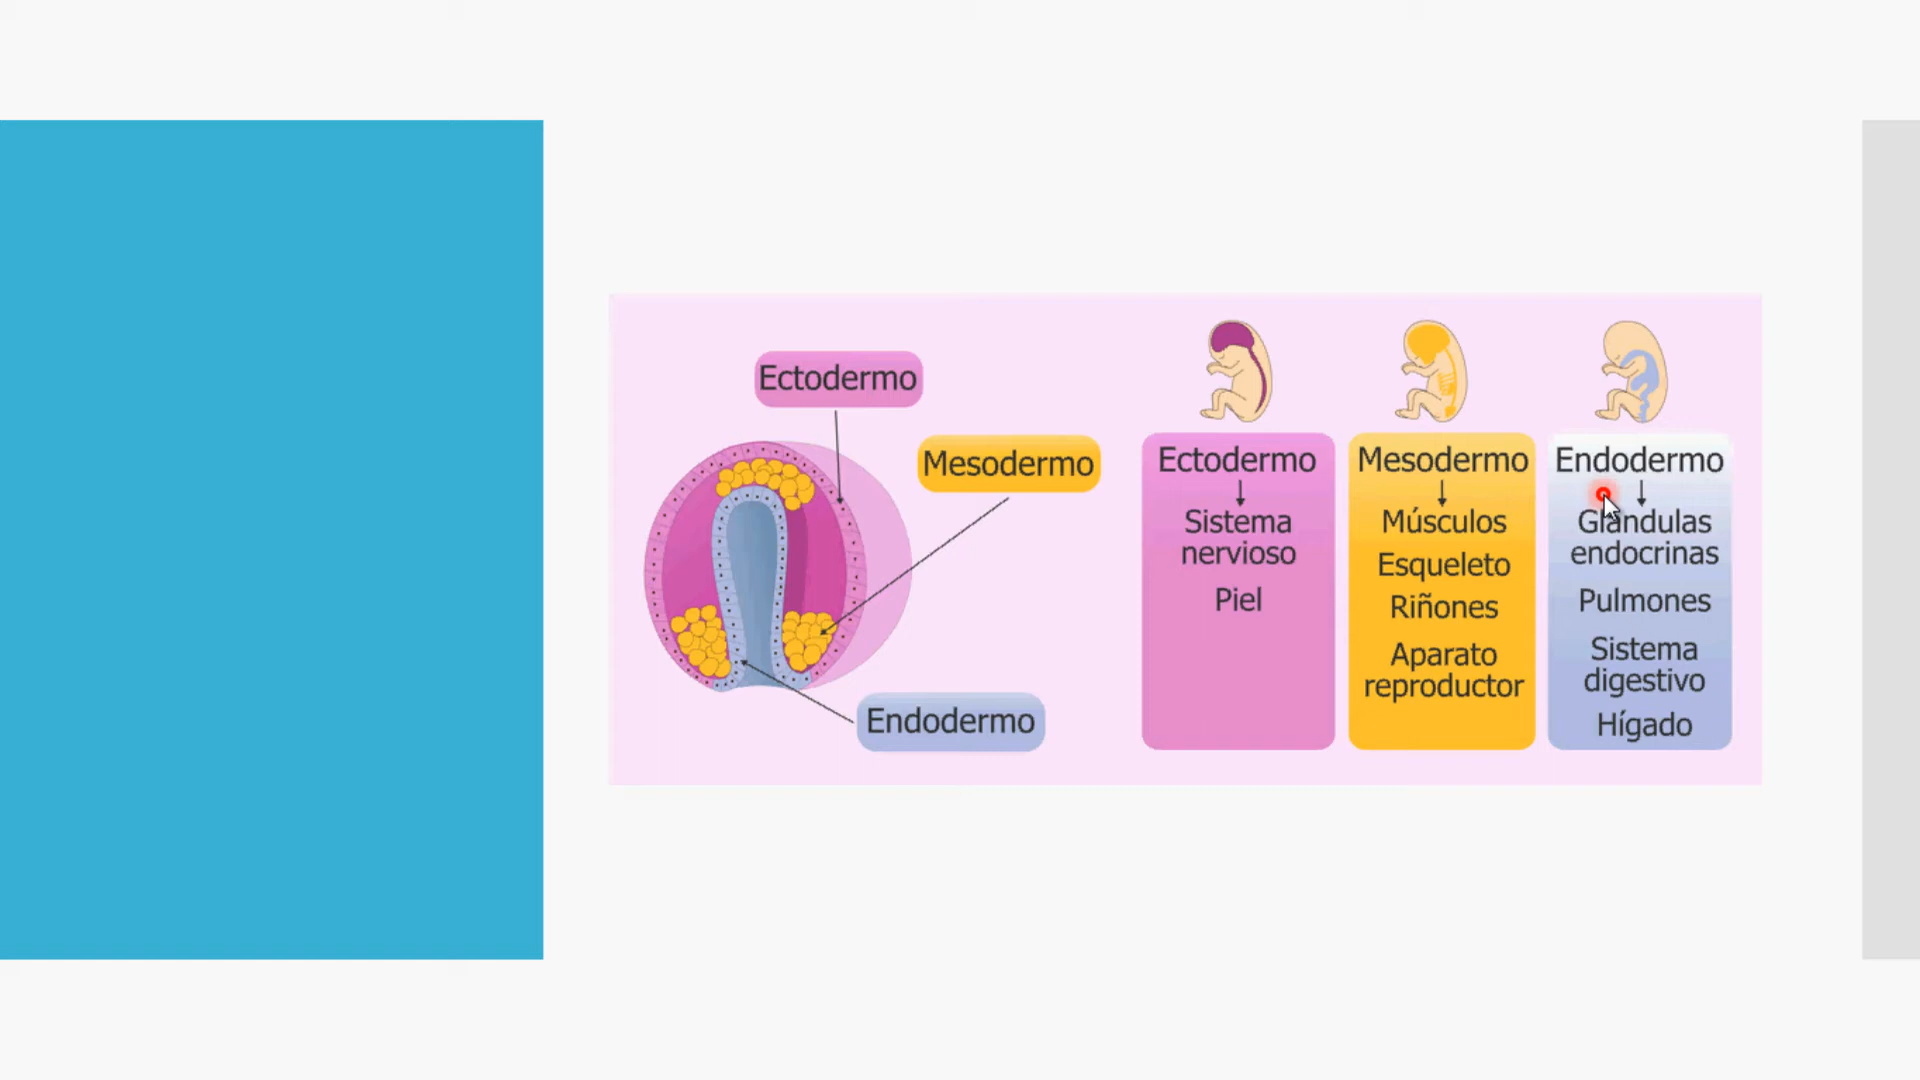 Ectodermo
Mesodermo
Endodermo
Ectodermo
Sistema
nervioso
Piel
Mesodermo
Músculos
Esqueleto
Riñones
Aparato
reproductor
Endodermo
Glándulas
endocrinas
Pulmones
Sistema
digestivo
Hígado